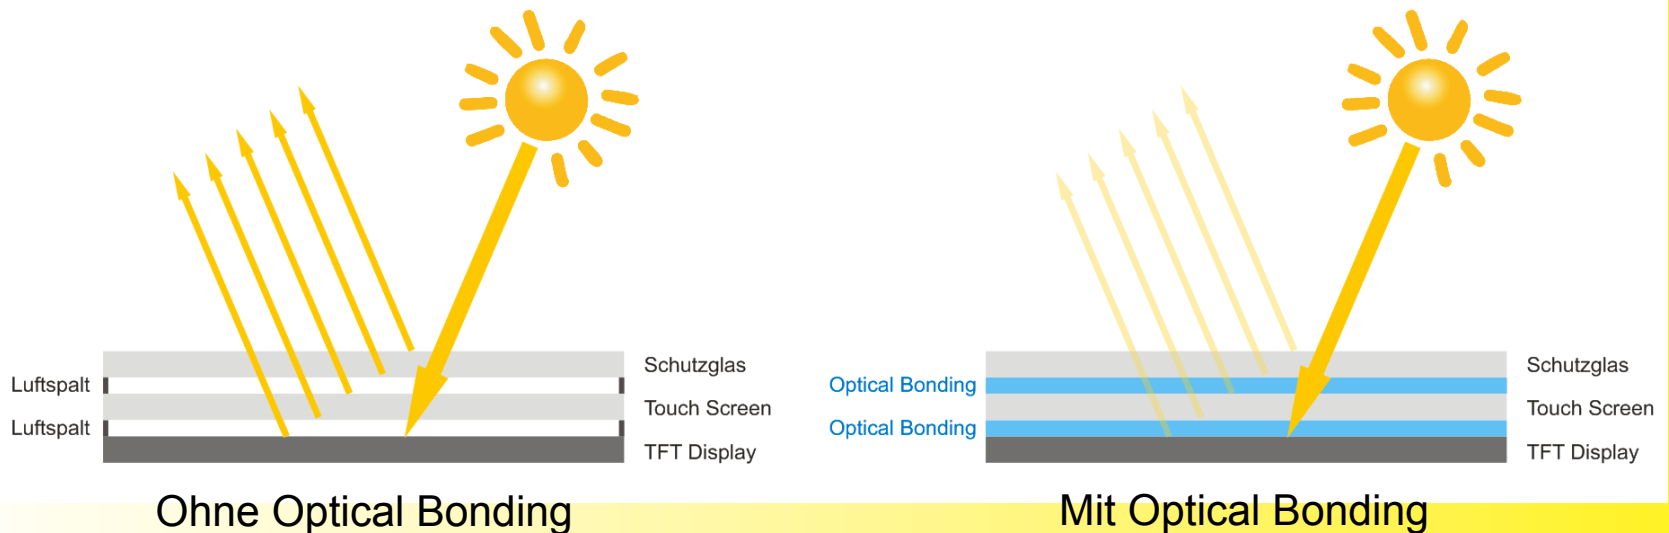 Luftspalt
Luftspalt
Schutzglas
Touch Screen
TFT Display
Ohne Optical Bonding
Optical Bonding
Optical Bonding
Schutzglas
Touch Screen
TFT Display
Mit Optical Bonding